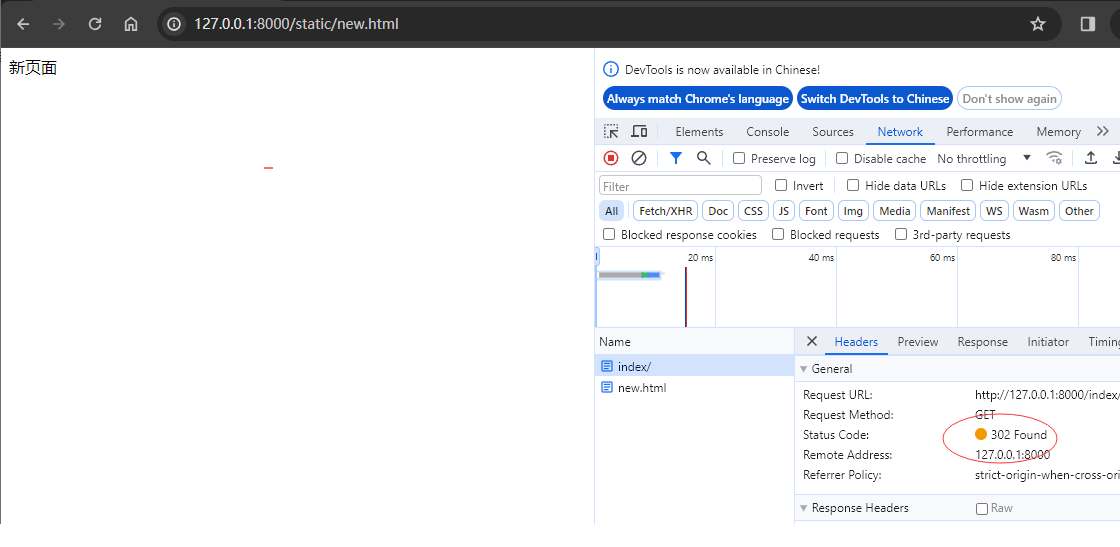 127.0.0.1:8000/static/new.html
新页面
DevTools is now available in Chinese!
Always match Chrome's language Switch DevTools to Chinese Don't show again
Elements Console Sources Network Performance Memory
Preserve log Disable cache No throttling
Filter Invert Hide data URLs Hide extension URLs
All Fetch/XHR Doc CSS JS Font Img Media Manifest WS Wasm Other
Blocked response cookies Blocked requests 3rd-party requests
20 ms 40 ms 60 ms 80 ms
Name
index/
new.html
Headers Preview Response Initiator Timing
General
Request URL: http://127.0.0.1:8000/index/
Request Method: GET
Status Code: 302 Found
Remote Address: 127.0.0.1:8000
Referrer Policy: strict-origin-when-cross-ori
Response Headers Raw